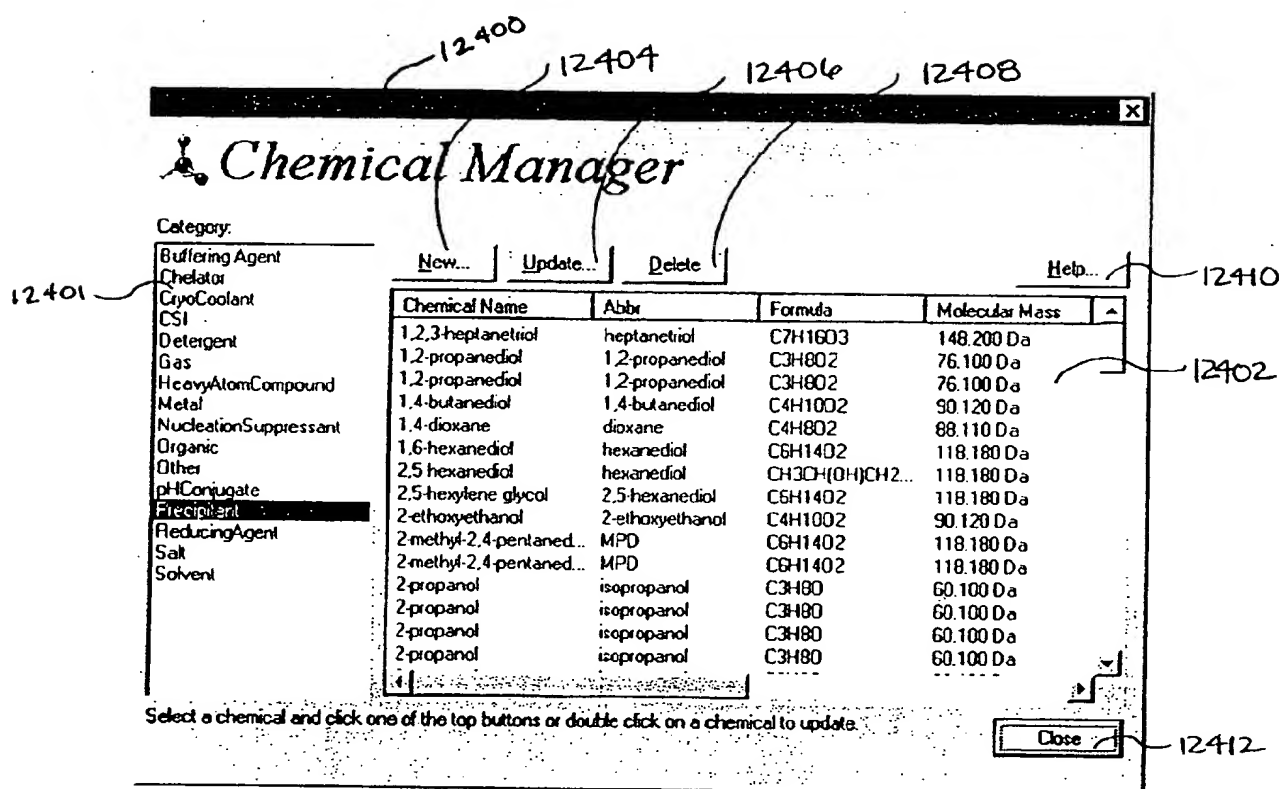 12400
12404
12406
12408
X
Chemical Manager
Category:
Buffering Agent
Chelator
CryoCoolant
CSI
Detergent
Gas
HeavyAtomCompound
Metal
NucleationSuppressant
Organic
Other
pHConjugate
Precipitent
ReducingAgent
Salt
Solvent
12401
New...
Update...
Delete
Help...
12410
Chemical Name Abbr Formula Molecular Mass
1,2,3-heptanetriol heptanetriol C7H16O3 148.200 Da
1,2-propanediol 1,2-propanediol C3H8O2 76.100 Da
1,2-propanediol 1,2-propanediol C3H8O2 76.100 Da
1,4-butanediol 1,4-butanediol C4H10O2 90.120 Da
1,4-dioxane dioxane C4H8O2 88.110 Da
1,6-hexanediol hexanediol C6H14O2 118.180 Da
2,5 hexanediol hexanediol CH3CH(OH)CH2... 118.180 Da
2,5-hexylene glycol 2,5-hexanediol C6H14O2 118.180 Da
2-ethoxyethanol 2-ethoxyethanol C4H10O2 90.120 Da
2-methyl-2,4-pentaned... MPD C6H14O2 118.180 Da
2-methyl-2,4-pentaned... MPD C6H14O2 118.180 Da
2-propanol isopropanol C3H8O 60.100 Da
2-propanol isopropanol C3H8O 60.100 Da
2-propanol isopropanol C3H8O 60.100 Da
2-propanol isopropanol C3H8O 60.100 Da
12402
Select a chemical and click one of the top buttons or double click on a chemical to update.
Close
12412